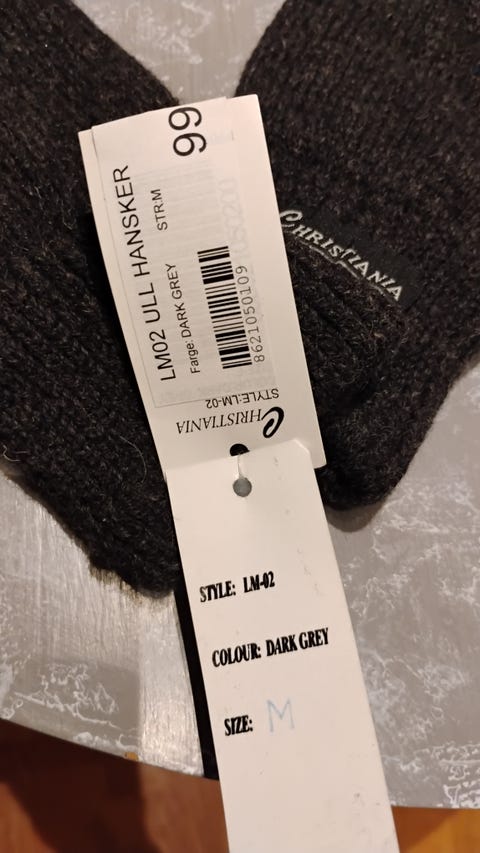 99
LM02 ULL HANSKER
Farge: DARK GREY STR:M
8621050109
STYLE:LM-02
CHRISTIANIA
CHRISTIANIA
STYLE: LM-02
COLOUR: DARK GREY
SIZE: M